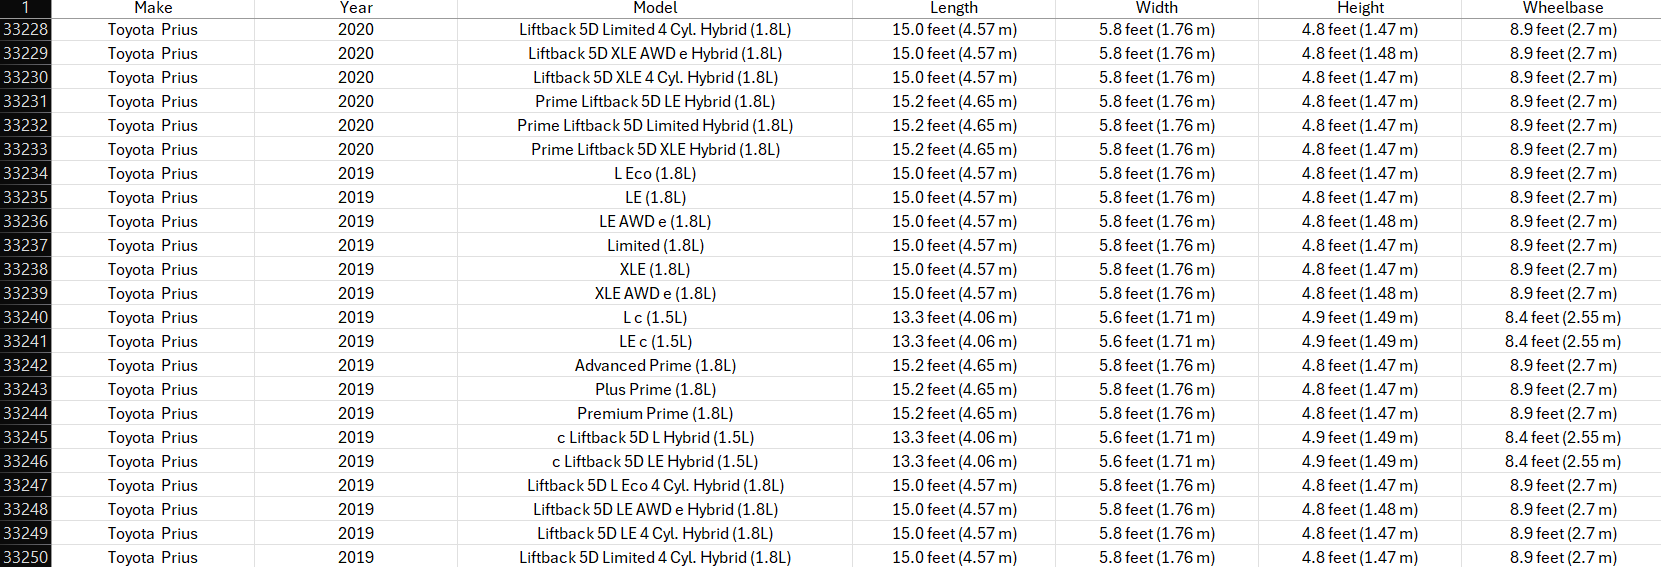 1 Make Year Model Length Width Height Wheelbase
33228 Toyota Prius 2020 Liftback 5D Limited 4 Cyl. Hybrid (1.8L) 15.0 feet (4.57 m) 5.8 feet (1.76 m) 4.8 feet (1.47 m) 8.9 feet (2.7 m)
33229 Toyota Prius 2020 Liftback 5D XLE AWD e Hybrid (1.8L) 15.0 feet (4.57 m) 5.8 feet (1.76 m) 4.8 feet (1.48 m) 8.9 feet (2.7 m)
33230 Toyota Prius 2020 Liftback 5D XLE 4 Cyl. Hybrid (1.8L) 15.0 feet (4.57 m) 5.8 feet (1.76 m) 4.8 feet (1.47 m) 8.9 feet (2.7 m)
33231 Toyota Prius 2020 Prime Liftback 5D LE Hybrid (1.8L) 15.2 feet (4.65 m) 5.8 feet (1.76 m) 4.8 feet (1.47 m) 8.9 feet (2.7 m)
33232 Toyota Prius 2020 Prime Liftback 5D Limited Hybrid (1.8L) 15.2 feet (4.65 m) 5.8 feet (1.76 m) 4.8 feet (1.47 m) 8.9 feet (2.7 m)
33233 Toyota Prius 2020 Prime Liftback 5D XLE Hybrid (1.8L) 15.2 feet (4.65 m) 5.8 feet (1.76 m) 4.8 feet (1.47 m) 8.9 feet (2.7 m)
33234 Toyota Prius 2019 L Eco (1.8L) 15.0 feet (4.57 m) 5.8 feet (1.76 m) 4.8 feet (1.47 m) 8.9 feet (2.7 m)
33235 Toyota Prius 2019 LE (1.8L) 15.0 feet (4.57 m) 5.8 feet (1.76 m) 4.8 feet (1.47 m) 8.9 feet (2.7 m)
33236 Toyota Prius 2019 LE AWD e (1.8L) 15.0 feet (4.57 m) 5.8 feet (1.76 m) 4.8 feet (1.48 m) 8.9 feet (2.7 m)
33237 Toyota Prius 2019 Limited (1.8L) 15.0 feet (4.57 m) 5.8 feet (1.76 m) 4.8 feet (1.47 m) 8.9 feet (2.7 m)
33238 Toyota Prius 2019 XLE (1.8L) 15.0 feet (4.57 m) 5.8 feet (1.76 m) 4.8 feet (1.47 m) 8.9 feet (2.7 m)
33239 Toyota Prius 2019 XLE AWD e (1.8L) 15.0 feet (4.57 m) 5.8 feet (1.76 m) 4.8 feet (1.48 m) 8.9 feet (2.7 m)
33240 Toyota Prius 2019 L c (1.5L) 13.3 feet (4.06 m) 5.6 feet (1.71 m) 4.9 feet (1.49 m) 8.4 feet (2.55 m)
33241 Toyota Prius 2019 LE c (1.5L) 13.3 feet (4.06 m) 5.6 feet (1.71 m) 4.9 feet (1.49 m) 8.4 feet (2.55 m)
33242 Toyota Prius 2019 Advanced Prime (1.8L) 15.2 feet (4.65 m) 5.8 feet (1.76 m) 4.8 feet (1.47 m) 8.9 feet (2.7 m)
33243 Toyota Prius 2019 Plus Prime (1.8L) 15.2 feet (4.65 m) 5.8 feet (1.76 m) 4.8 feet (1.47 m) 8.9 feet (2.7 m)
33244 Toyota Prius 2019 Premium Prime (1.8L) 15.2 feet (4.65 m) 5.8 feet (1.76 m) 4.8 feet (1.47 m) 8.9 feet (2.7 m)
33245 Toyota Prius 2019 c Liftback 5D L Hybrid (1.5L) 13.3 feet (4.06 m) 5.6 feet (1.71 m) 4.9 feet (1.49 m) 8.4 feet (2.55 m)
33246 Toyota Prius 2019 c Liftback 5D LE Hybrid (1.5L) 13.3 feet (4.06 m) 5.6 feet (1.71 m) 4.9 feet (1.49 m) 8.4 feet (2.55 m)
33247 Toyota Prius 2019 Liftback 5D L Eco 4 Cyl. Hybrid (1.8L) 15.0 feet (4.57 m) 5.8 feet (1.76 m) 4.8 feet (1.47 m) 8.9 feet (2.7 m)
33248 Toyota Prius 2019 Liftback 5D LE AWD e Hybrid (1.8L) 15.0 feet (4.57 m) 5.8 feet (1.76 m) 4.8 feet (1.48 m) 8.9 feet (2.7 m)
33249 Toyota Prius 2019 Liftback 5D LE 4 Cyl. Hybrid (1.8L) 15.0 feet (4.57 m) 5.8 feet (1.76 m) 4.8 feet (1.47 m) 8.9 feet (2.7 m)
33250 Toyota Prius 2019 Liftback 5D Limited 4 Cyl. Hybrid (1.8L) 15.0 feet (4.57 m) 5.8 feet (1.76 m) 4.8 feet (1.47 m) 8.9 feet (2.7 m)